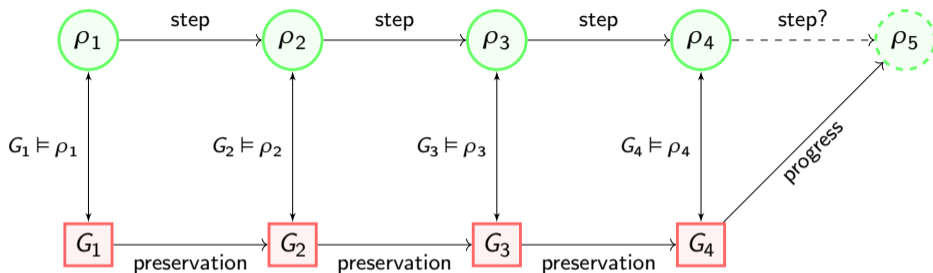 step step step step?
ρ₁ ρ₂ ρ₃ ρ₄ ρ₅
G₁ ⊨ ρ₁ G₂ ⊨ ρ₂ G₃ ⊨ ρ₃ G₄ ⊨ ρ₄
progress
G₁ G₂ G₃ G₄
preservation preservation preservation